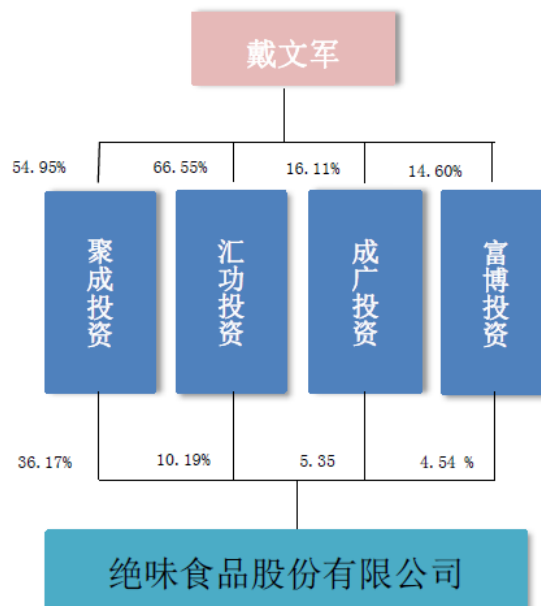 戴文军
54.95%
66.55%
16.11%
14.60%
聚成投资
汇功投资
成广投资
富博投资
36.17%
10.19%
5.35
4.54 %
绝味食品股份有限公司